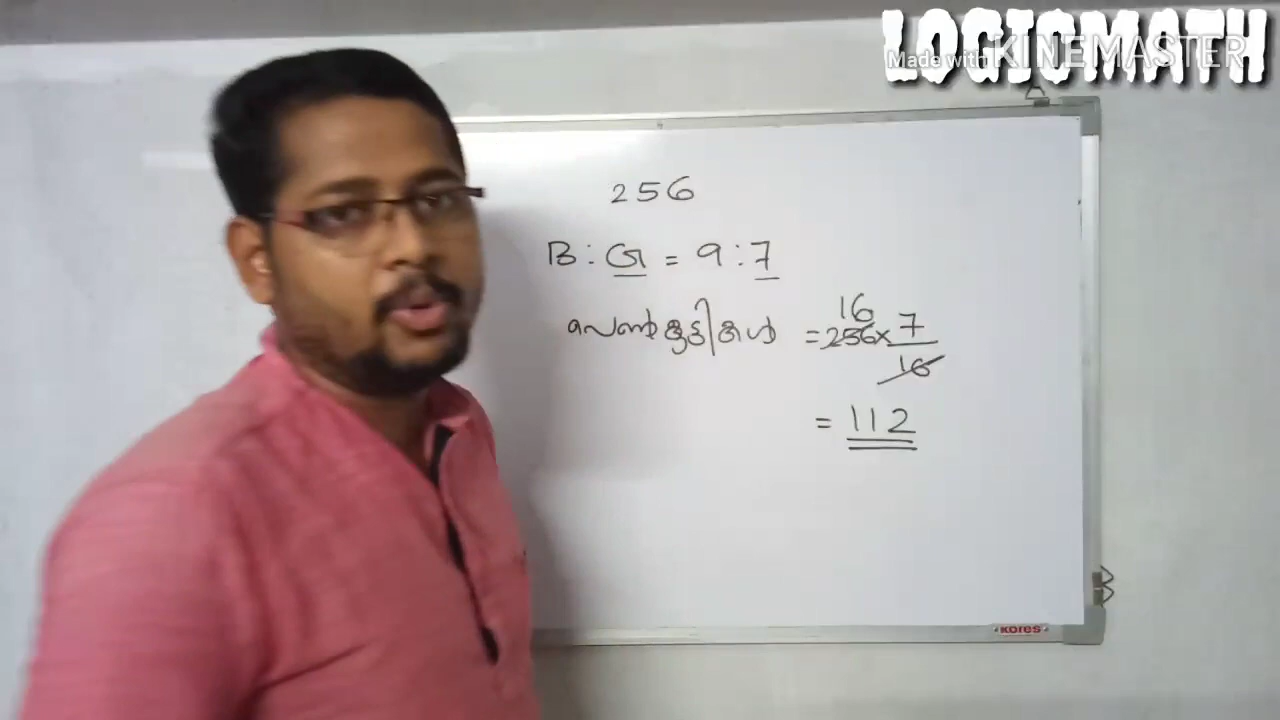 LOGICMATH
Made with KINEMASTER
256
B : G = 9 : 7
പെൺകുട്ടികൾ = 256 × 7/16
16
= 112
KORES